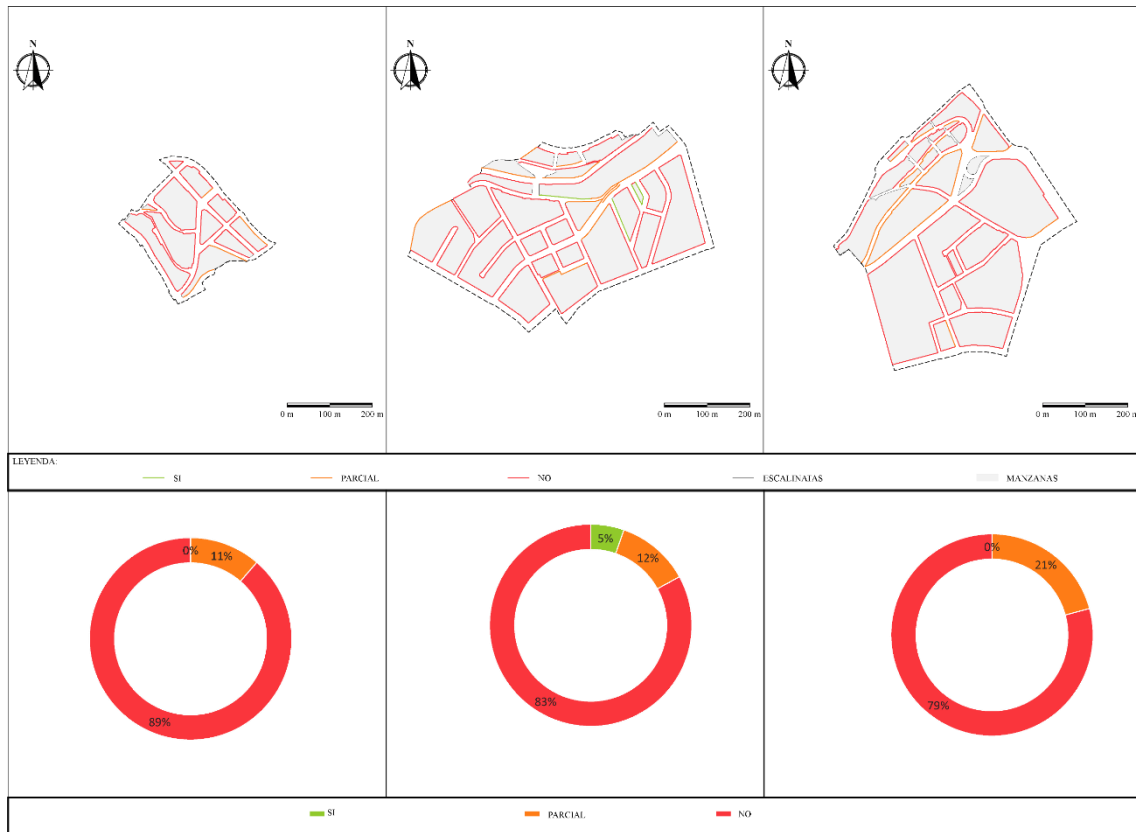 N
N
N
0 m 100 m 200 m
0 m 100 m 200 m
0 m 100 m 200 m
LEYENDA:
SI PARCIAL NO ESCALINATAS MANZANAS
0% 11% 89%
5% 12% 83%
0% 21% 79%
SI PARCIAL NO